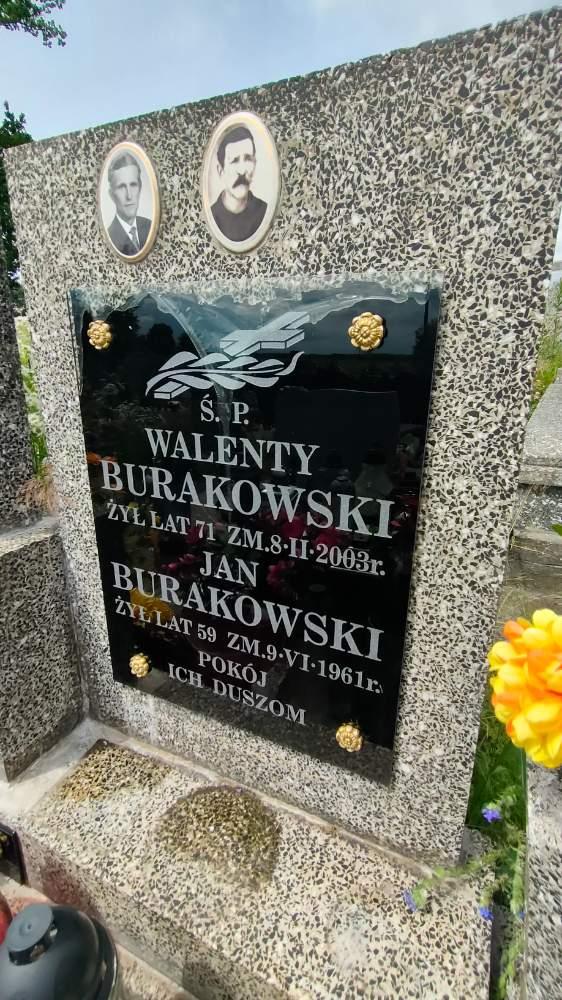 Ś. P.
WALENTY
BURAKOWSKI
ŻYŁ LAT 71 ZM.8·II·2003r.
JAN
BURAKOWSKI
ŻYŁ LAT 59 ZM.9·VI·1961r.
POKÓJ
ICH DUSZOM